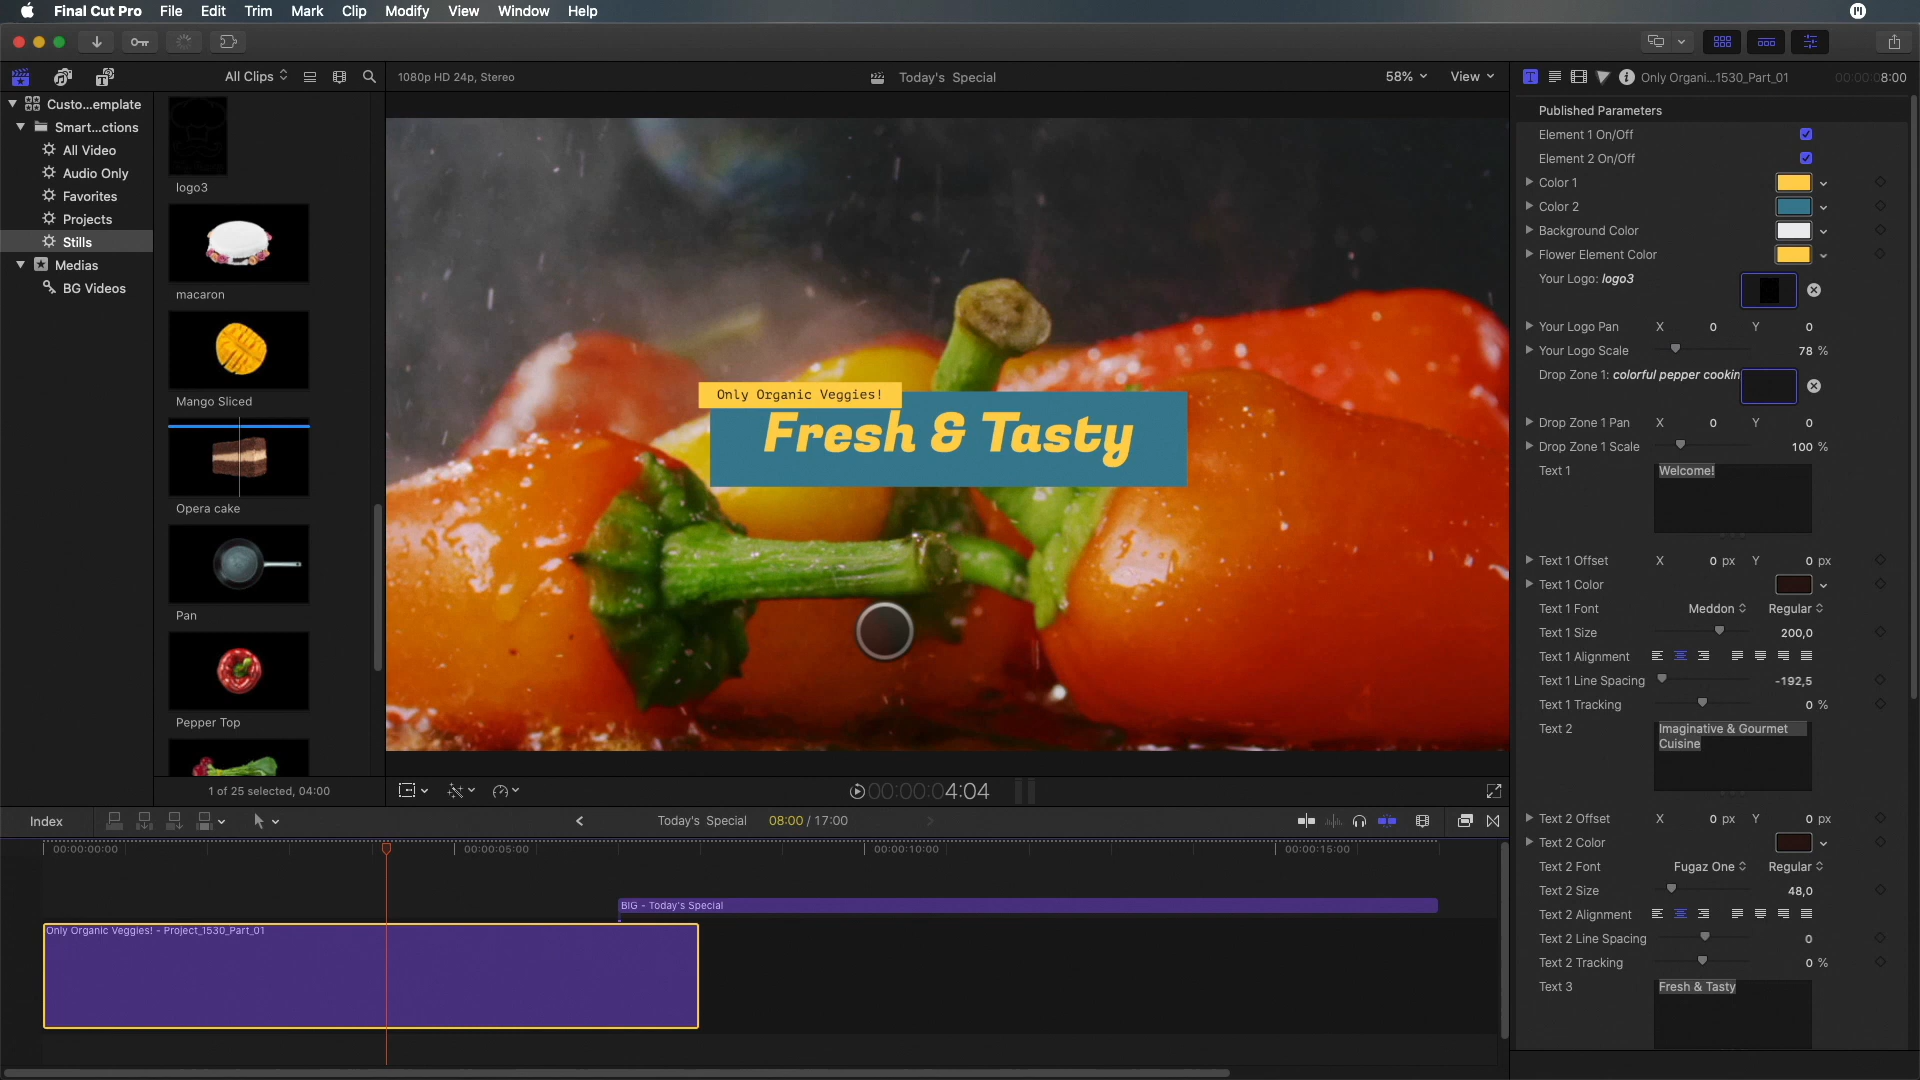 Final Cut Pro File Edit Trim Mark Clip Modify View Window Help
All Clips
1080p HD 24p, Stereo
Today's Special
58%
View
Only Organi...1530_Part_01
00:00:08:00
Custo...emplate
Smart...ctions
All Video
Audio Only
Favorites
Projects
Stills
Medias
BG Videos
logo3
macaron
Mango Sliced
Opera cake
Pan
Pepper Top
1 of 25 selected, 04:00
Only Organic Veggies!
Fresh & Tasty
00:00:04:04
Published Parameters
Element 1 On/Off
Element 2 On/Off
Color 1
Color 2
Background Color
Flower Element Color
Your Logo: logo3
Your Logo Pan X 0 Y 0
Your Logo Scale 78 %
Drop Zone 1: colorful pepper cookin
Drop Zone 1 Pan X 0 Y 0
Drop Zone 1 Scale 100 %
Text 1 Welcome!
Text 1 Offset X 0 px Y 0 px
Text 1 Color
Text 1 Font Meddon Regular
Text 1 Size 200,0
Text 1 Alignment
Text 1 Line Spacing -192,5
Text 1 Tracking 0 %
Text 2 Imaginative & Gourmet
Cuisine
Text 2 Offset X 0 px Y 0 px
Text 2 Color
Text 2 Font Fugaz One Regular
Text 2 Size 48,0
Text 2 Alignment
Text 2 Line Spacing 0
Text 2 Tracking 0 %
Text 3 Fresh & Tasty
Index
Today's Special 08:00 / 17:00
00:00:00:00 00:00:05:00 00:00:10:00 00:00:15:00
BIG - Today's Special
Only Organic Veggies! - Project_1530_Part_01